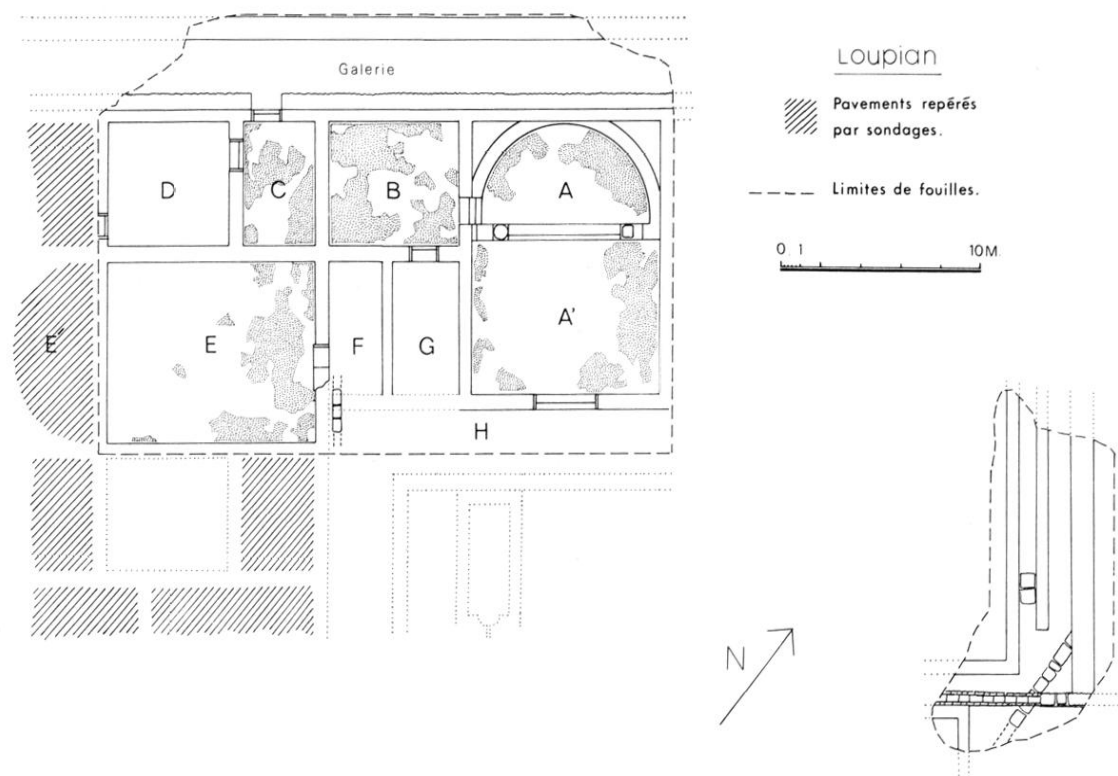 Galerie
Loupian
Pavements repérés
par sondages.
Limites de fouilles.
0 1 10M.
D
C
B
A
E'
E
F
G
A'
H
N